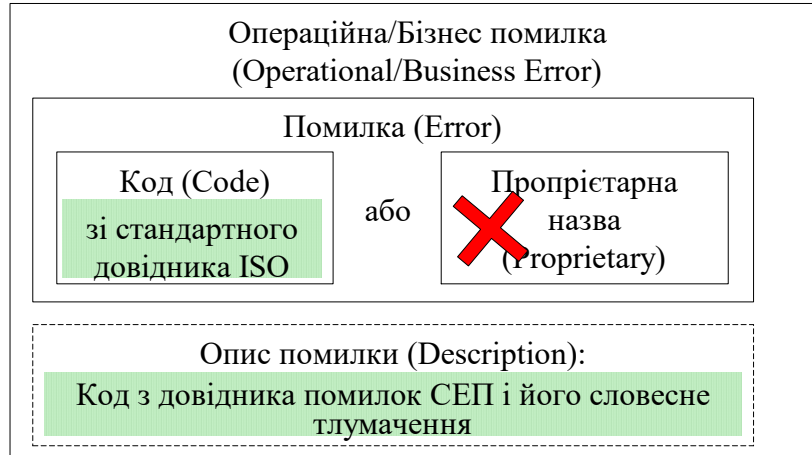 Операційна/Бізнес помилка
(Operational/Business Error)
Помилка (Error)
Код (Code)
зі стандартного
довідника ISO
або
Пропрієтарна
назва
(Proprietary)
Опис помилки (Description):
Код з довідника помилок СЕП і його словесне
тлумачення